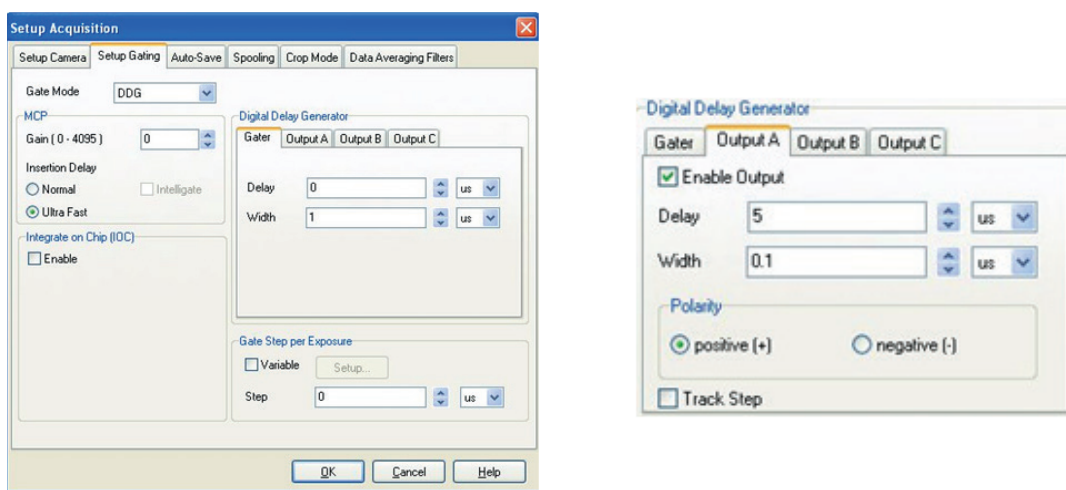 Setup Acquisition
Setup Camera Setup Gating Auto-Save Spooling Crop Mode Data Averaging Filters
Gate Mode DDG
MCP
Gain ( 0 - 4095 ) 0
Insertion Delay
Normal Intelligate
Ultra Fast
Integrate on Chip (IOC)
Enable
Digital Delay Generator
Gater Output A Output B Output C
Delay 0 us
Width 1 us
Gate Step per Exposure
Variable Setup...
Step 0 us
OK Cancel Help
Digital Delay Generator
Gater Output A Output B Output C
Enable Output
Delay 5 us
Width 0.1 us
Polarity
positive (+) negative (-)
Track Step